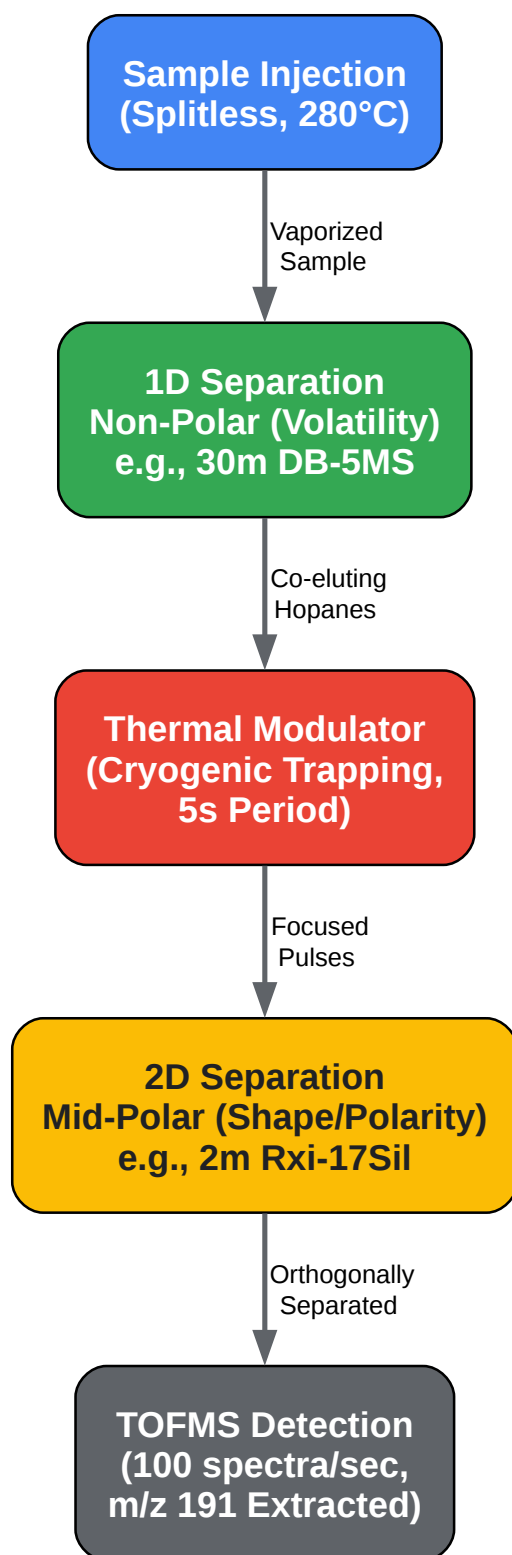 Sample Injection
(Splitless, 280°C)
Vaporized
Sample
1D Separation
Non-Polar (Volatility)
e.g., 30m DB-5MS
Co-eluting
Hopanes
Thermal Modulator
(Cryogenic Trapping,
5s Period)
Focused
Pulses
2D Separation
Mid-Polar (Shape/Polarity)
e.g., 2m Rxi-17Sil
Orthogonally
Separated
TOFMS Detection
(100 spectra/sec,
m/z 191 Extracted)